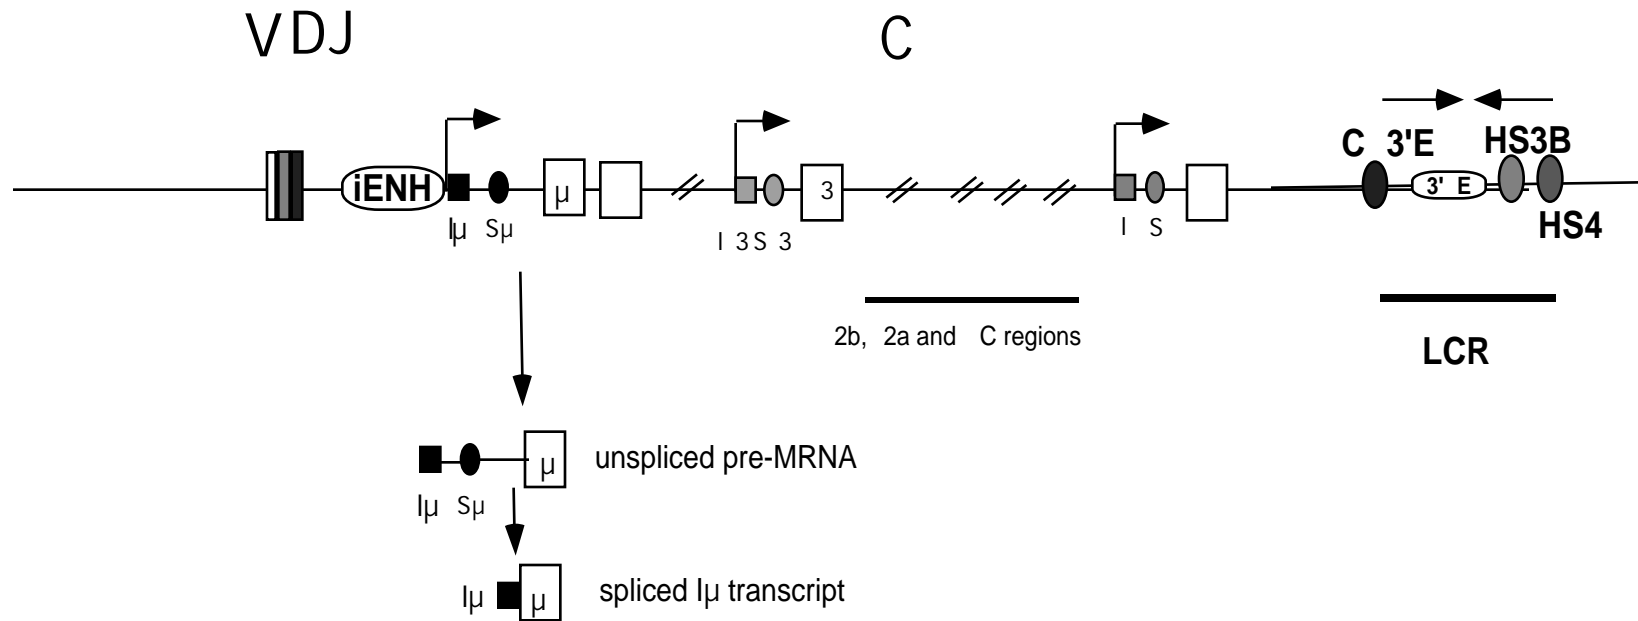 VDJ
C
C 3'E
HS3B
iENH
µ
3
3' E
Iµ
Sµ
I 3 S 3
I
S
HS4
2b, 2a and C regions
LCR
µ
unspliced pre-MRNA
Iµ
Sµ
Iµ
µ
spliced Iµ transcript